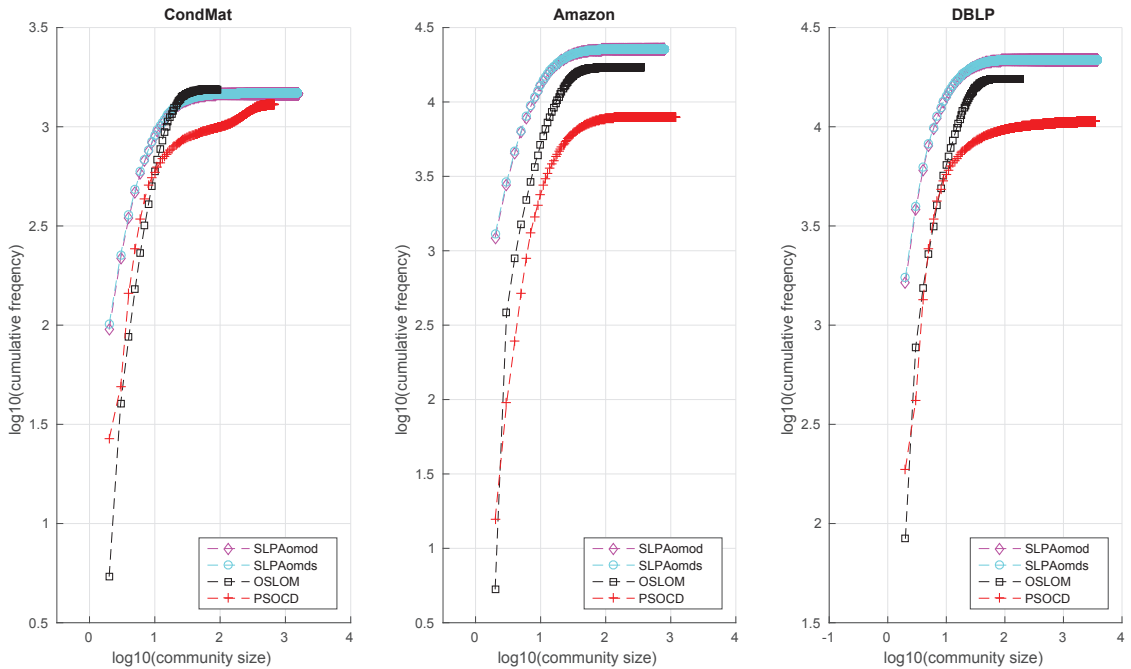 CondMat
3.5
3
2.5
2
1.5
1
0.5
log10(cumulative freqency)
0 1 2 3 4
log10(community size)
SLPAomod
SLPAomds
OSLOM
PSOCD
Amazon
4.5
4
3.5
3
2.5
2
1.5
1
0.5
log10(cumulative freqency)
0 1 2 3 4
log10(community size)
SLPAomod
SLPAomds
OSLOM
PSOCD
DBLP
4.5
4
3.5
3
2.5
2
1.5
log10(cumulative freqency)
-1 0 1 2 3 4
log10(community size)
SLPAomod
SLPAomds
OSLOM
PSOCD